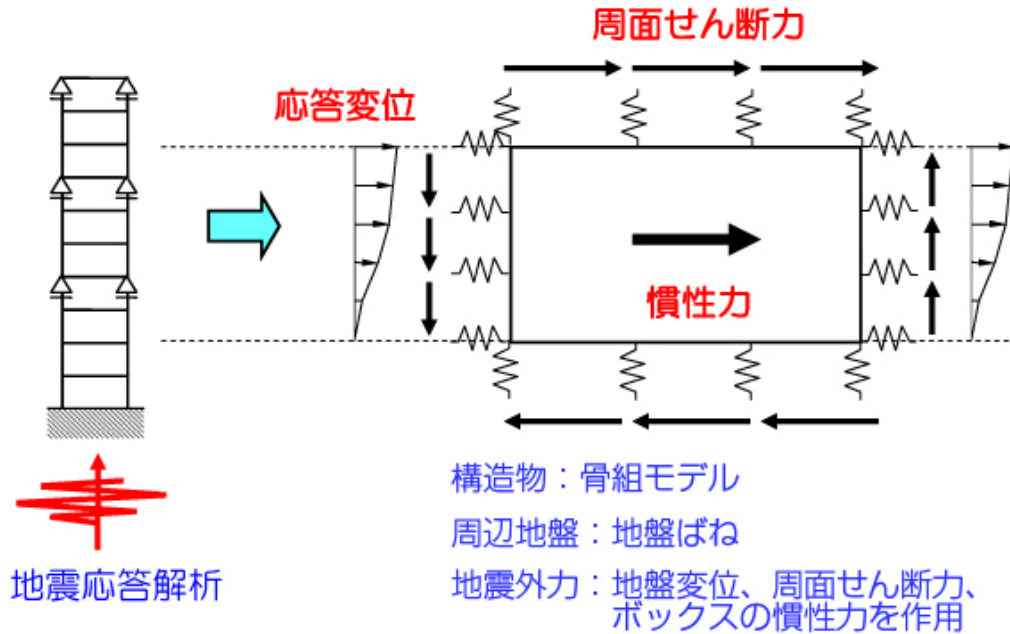 周面せん断力
応答変位
慣性力
地震応答解析
構造物：骨組モデル
周辺地盤：地盤ばね
地震外力：地盤変位、周面せん断力、
ボックスの慣性力を作用